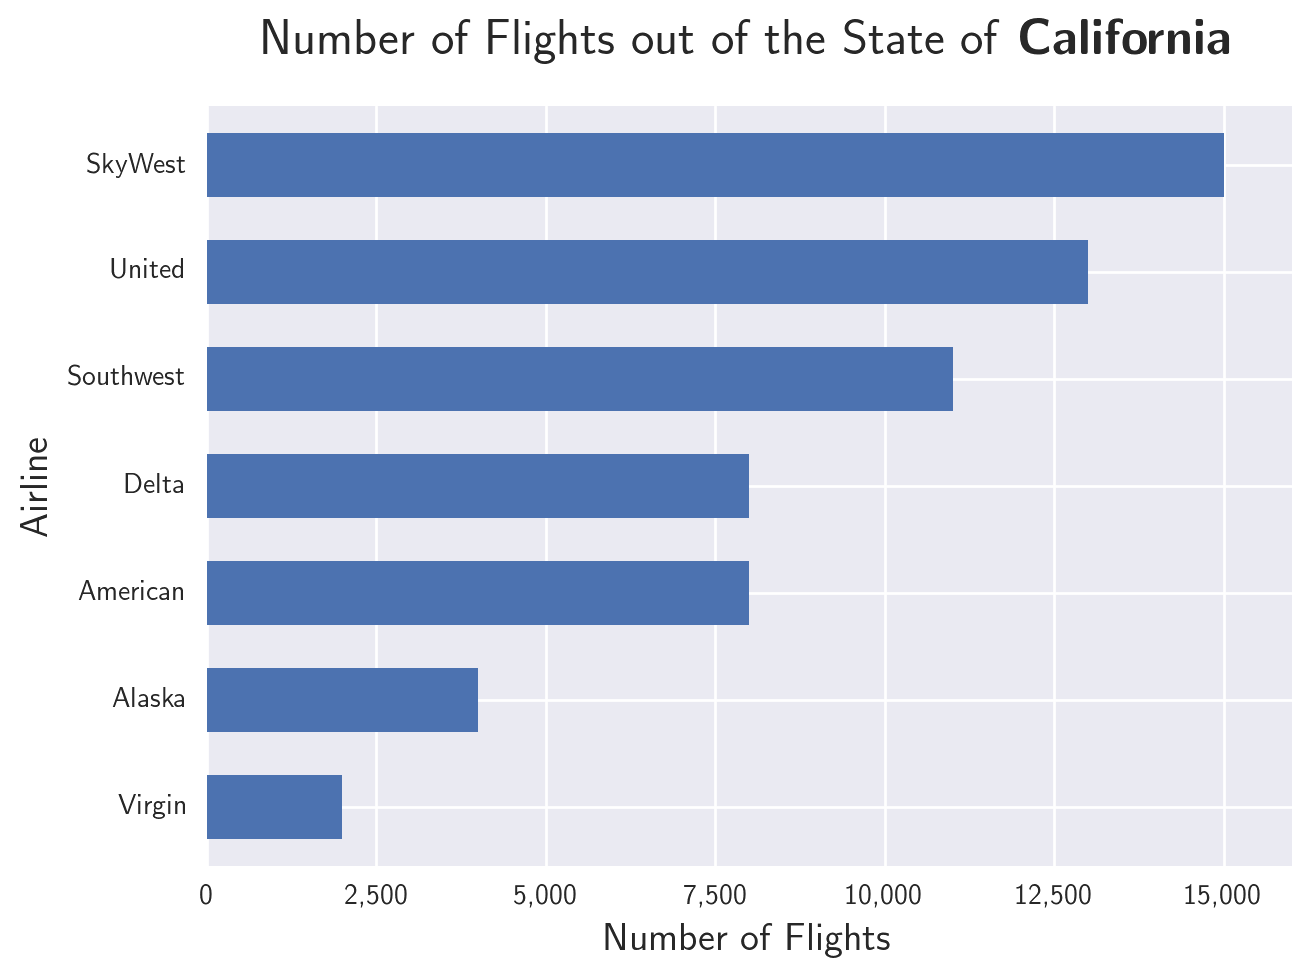 Number of Flights out of the State of California
SkyWest
United
Southwest
Delta
American
Alaska
Virgin
Airline
0 2,500 5,000 7,500 10,000 12,500 15,000
Number of Flights